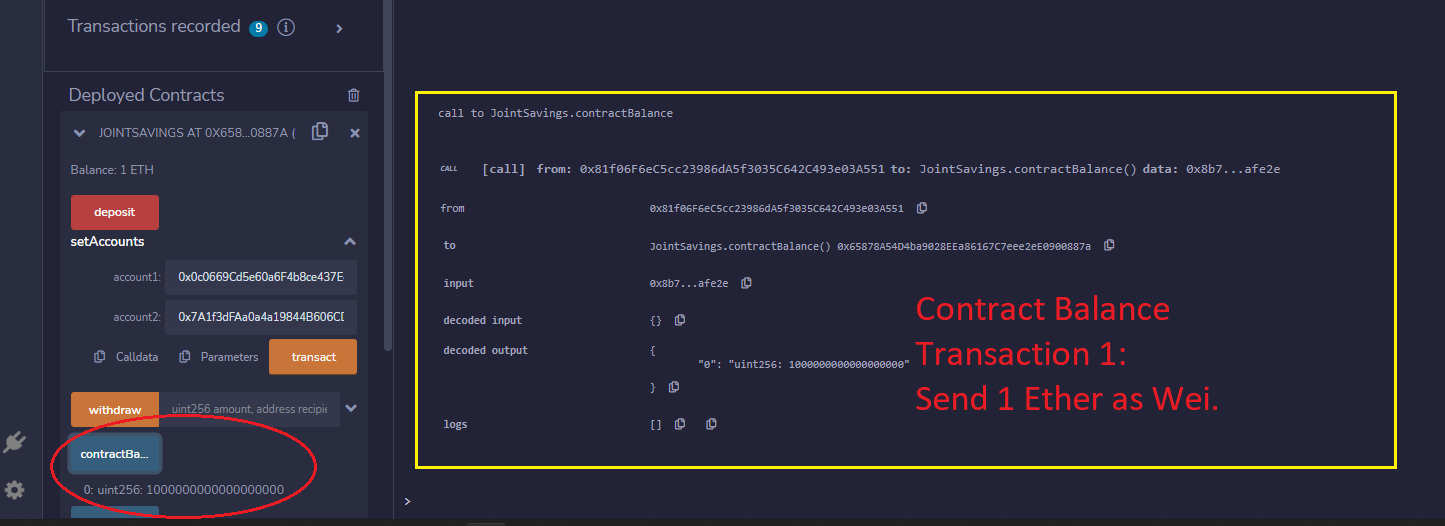 Transactions recorded 9
Deployed Contracts
JOINTSAVINGS AT 0X658...0887A (
Balance: 1 ETH
deposit
setAccounts
account1: 0x0c0669Cd5e60a6F4b8ce437E
account2: 0x7A1f3dFAa0a4a19844B606CD
Calldata Parameters transact
withdraw uint256 amount, address recipie
contractBa...
0: uint256: 1000000000000000000
call to JointSavings.contractBalance
CALL [call] from: 0x81f06F6eC5cc23986dA5f3035C642C493e03A551 to: JointSavings.contractBalance() data: 0x8b7...afe2e
from 0x81f06F6eC5cc23986dA5f3035C642C493e03A551
to JointSavings.contractBalance() 0x65878A54D4ba9028EEa86167C7eee2eE0900887a
input 0x8b7...afe2e
decoded input {}
decoded output {
"0": "uint256: 1000000000000000000"
}
logs []
>
Contract Balance
Transaction 1:
Send 1 Ether as Wei.